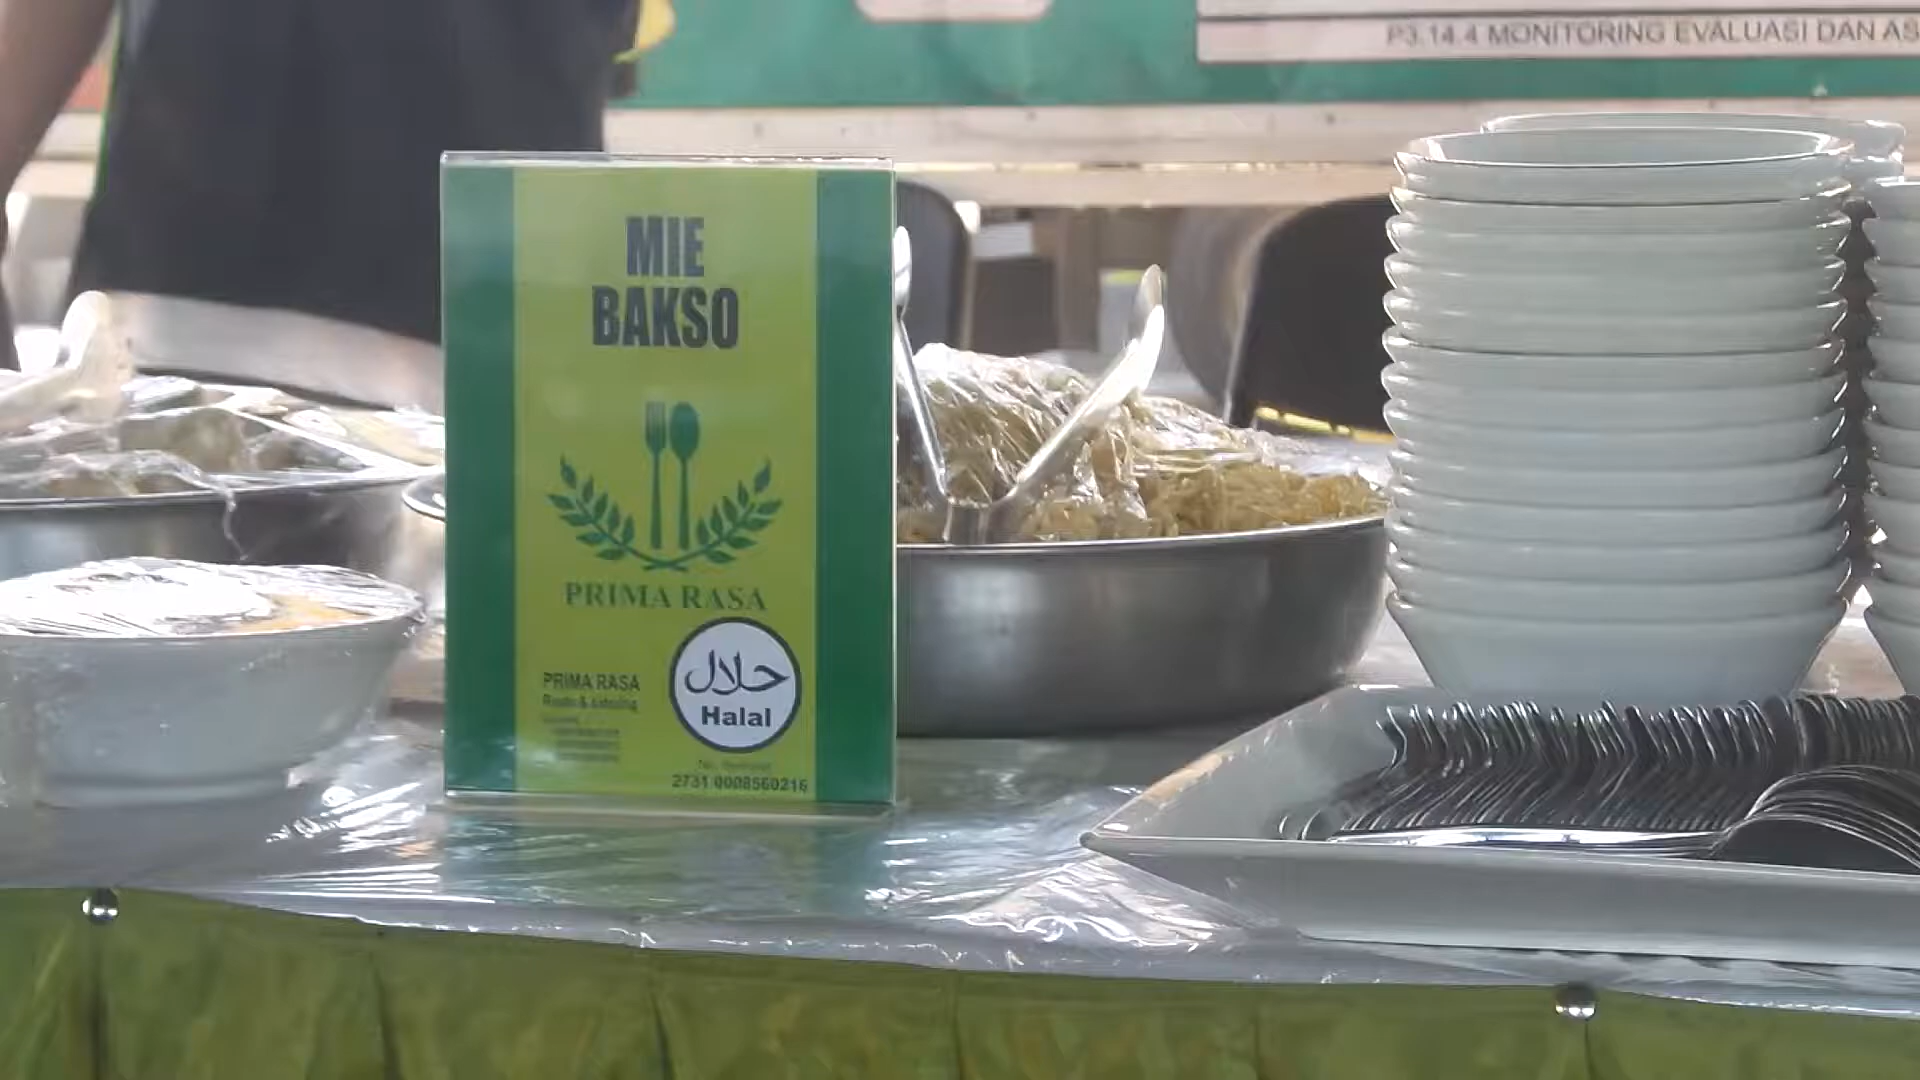 P3.14.4 MONITORING EVALUASI DAN AS
MIE
BAKSO
PRIMA RASA
PRIMA RASA
حلال
Halal
2731 0008560216